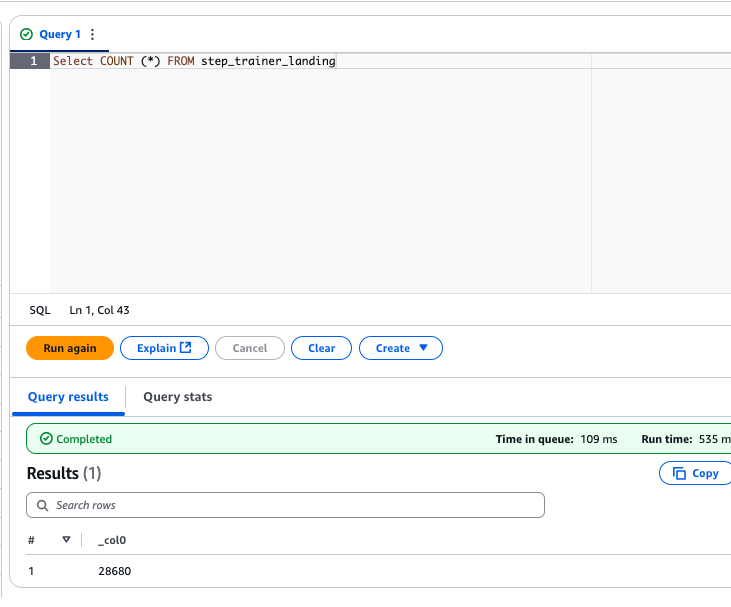 Query 1
1 Select COUNT (*) FROM step_trainer_landing
SQL Ln 1, Col 43
Run again Explain Cancel Clear Create
Query results Query stats
Completed Time in queue: 109 ms Run time: 535 m
Results (1) Copy
Search rows
# _col0
1 28680